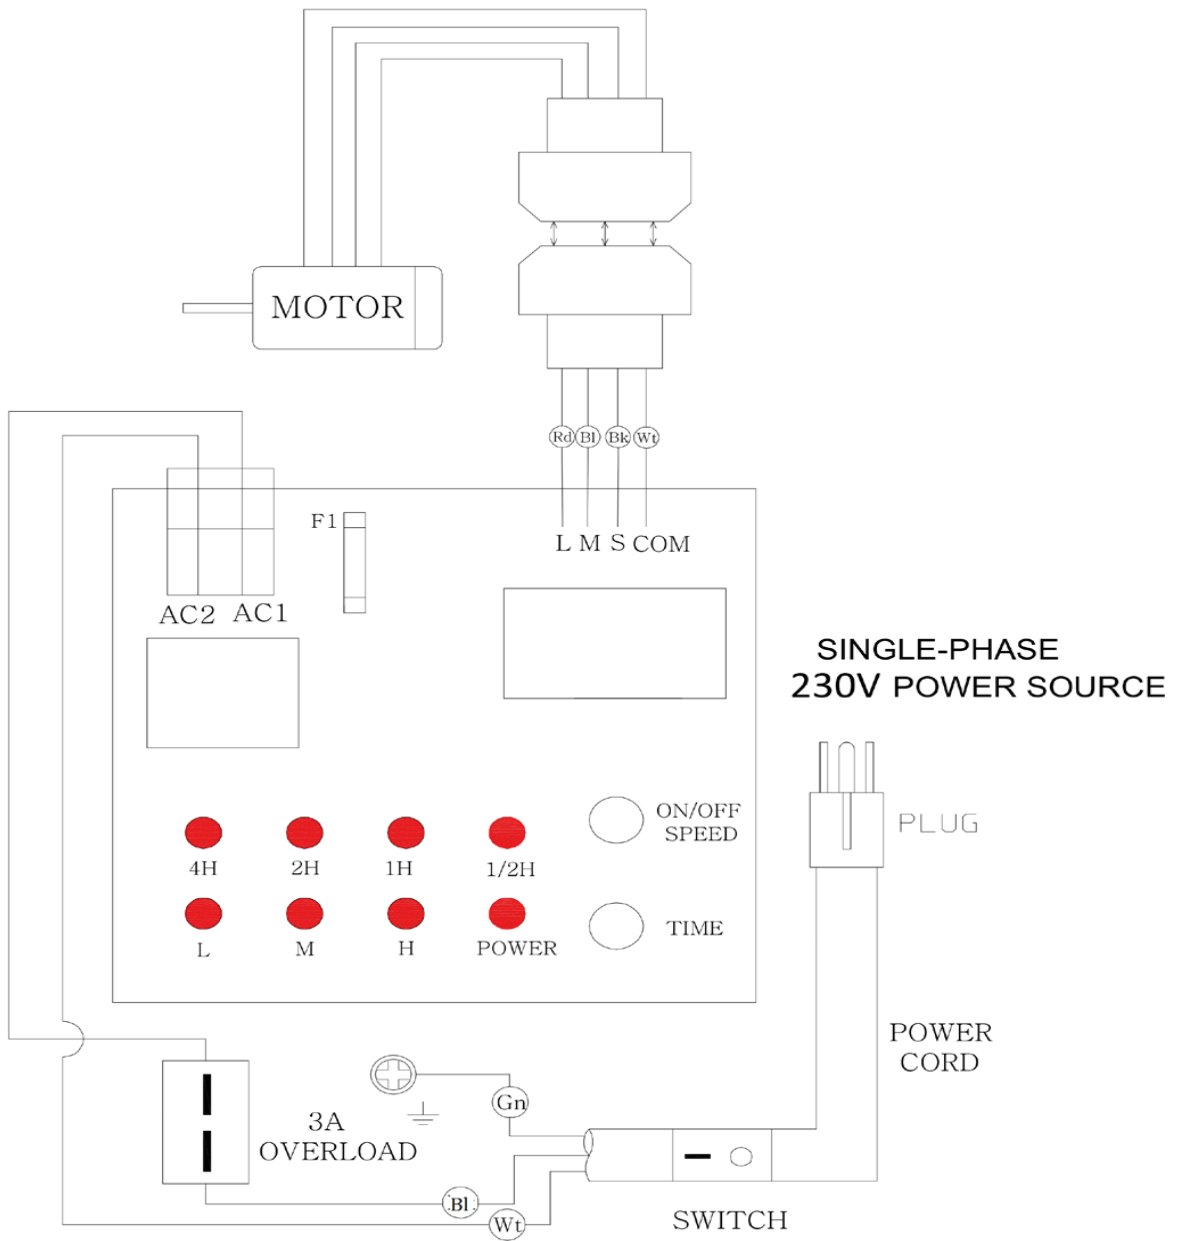 MOTOR
Rd Bl Bk Wt
F1
L M S COM
AC2 AC1
SINGLE-PHASE
230V POWER SOURCE
ON/OFF
SPEED
PLUG
4H 2H 1H 1/2H
TIME
L M H POWER
POWER
CORD
Gn
3A
OVERLOAD
Bl
Wt
SWITCH